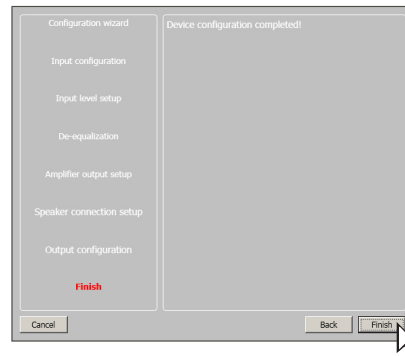 Configuration wizard
Input configuration
Input level setup
De-equalization
Amplifier output setup
Speaker connection setup
Output configuration
Finish
Device configuration completed!
Cancel
Back
Finish